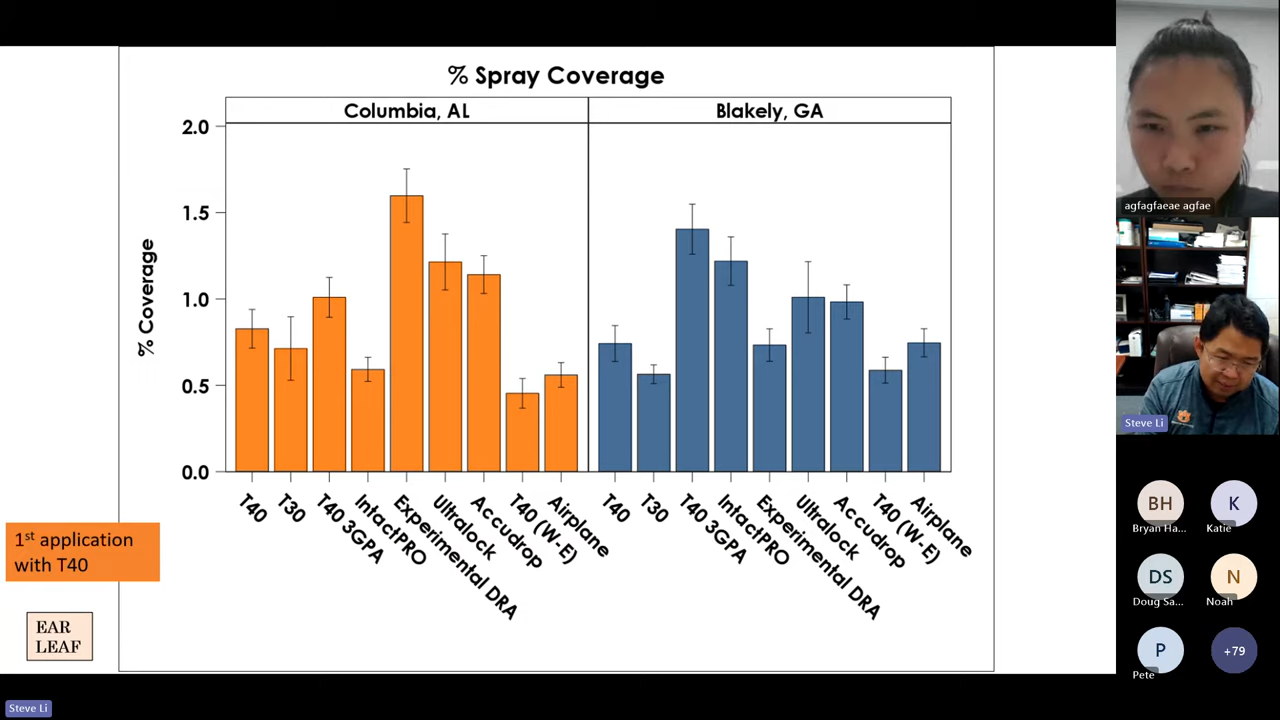 % Spray Coverage
Columbia, AL
Blakely, GA
% Coverage
2.0
1.5
1.0
0.5
0.0
T40
T30
T40 3GPA
IntactPRO
Experimental DRA
Ultrlock
Accudrop
T40 (W-E)
Airplane
T40
T30
T40 3GPA
IntactPRO
Experimental DRA
Ultrlock
Accudrop
T40 (W-E)
Airplane
1st application
with T40
EAR
LEAF
Steve Li
agfagfaeae agfae
Steve Li
BH
Bryan Ha...
K
Katie
DS
Doug Sa...
N
Noah
P
Pete
+79